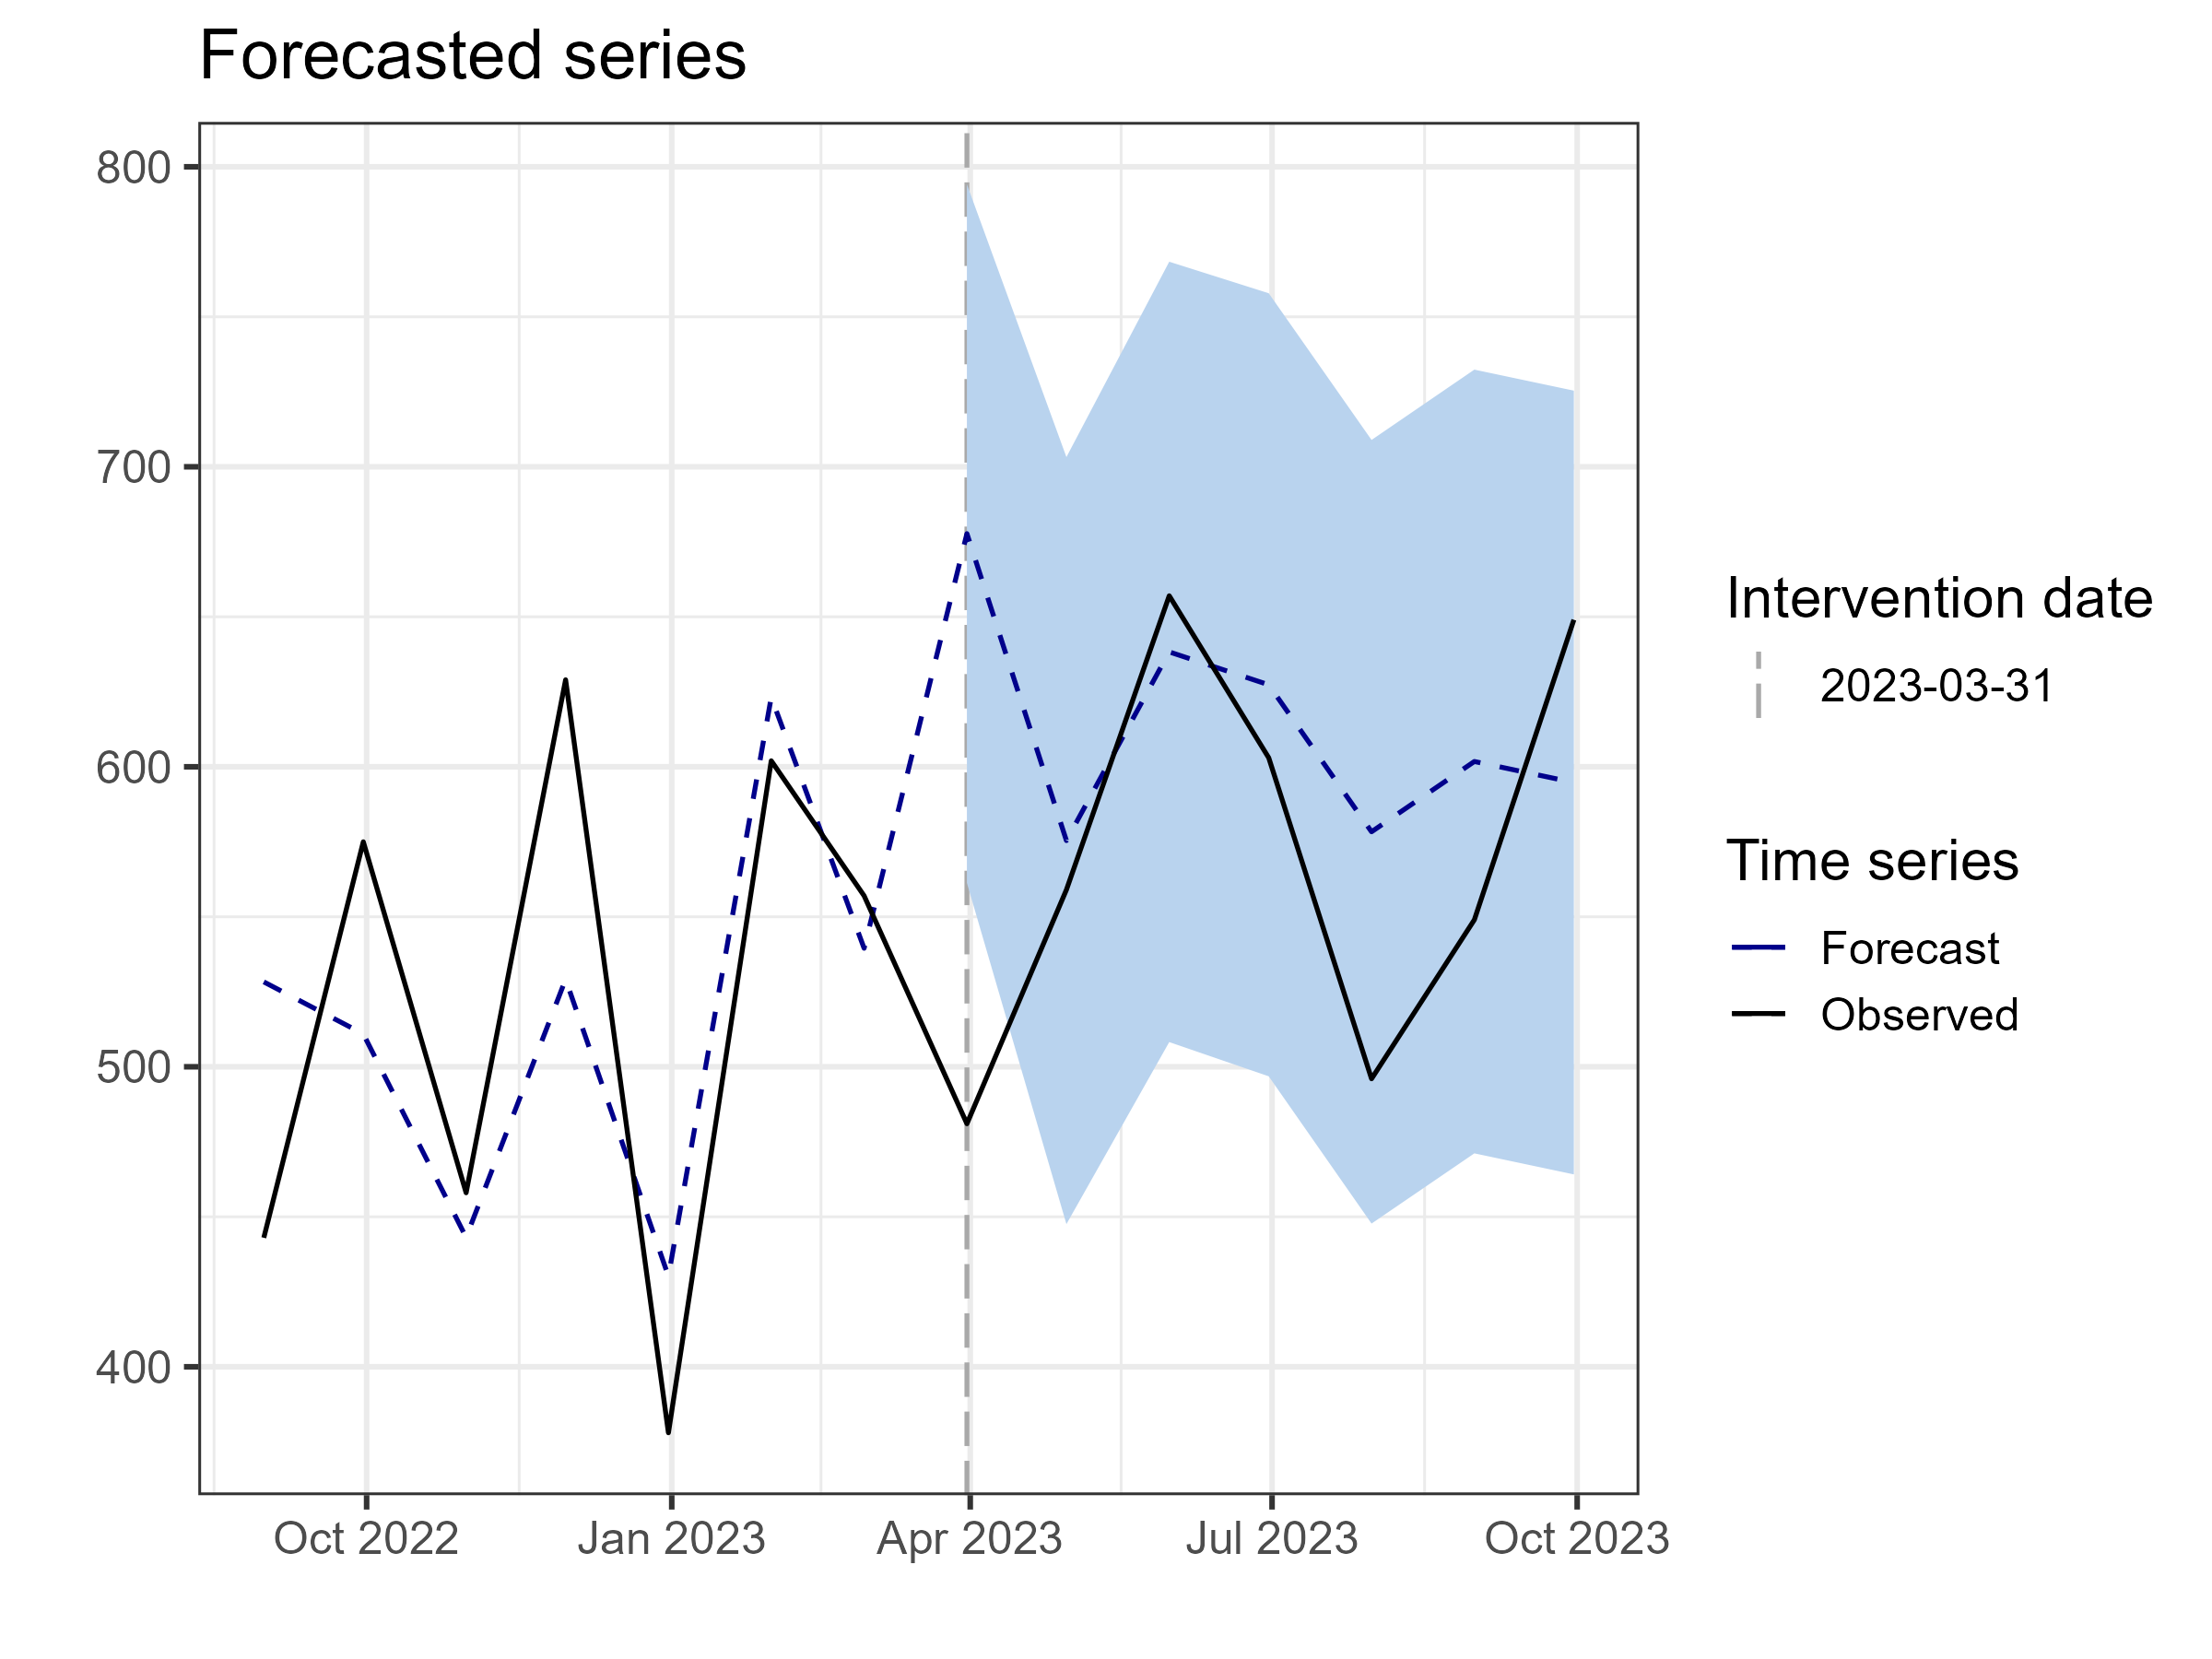 Forecasted series
800
700
600
500
400
Oct 2022
Jan 2023
Apr 2023
Jul 2023
Oct 2023
Intervention date
2023-03-31
Time series
Forecast
Observed